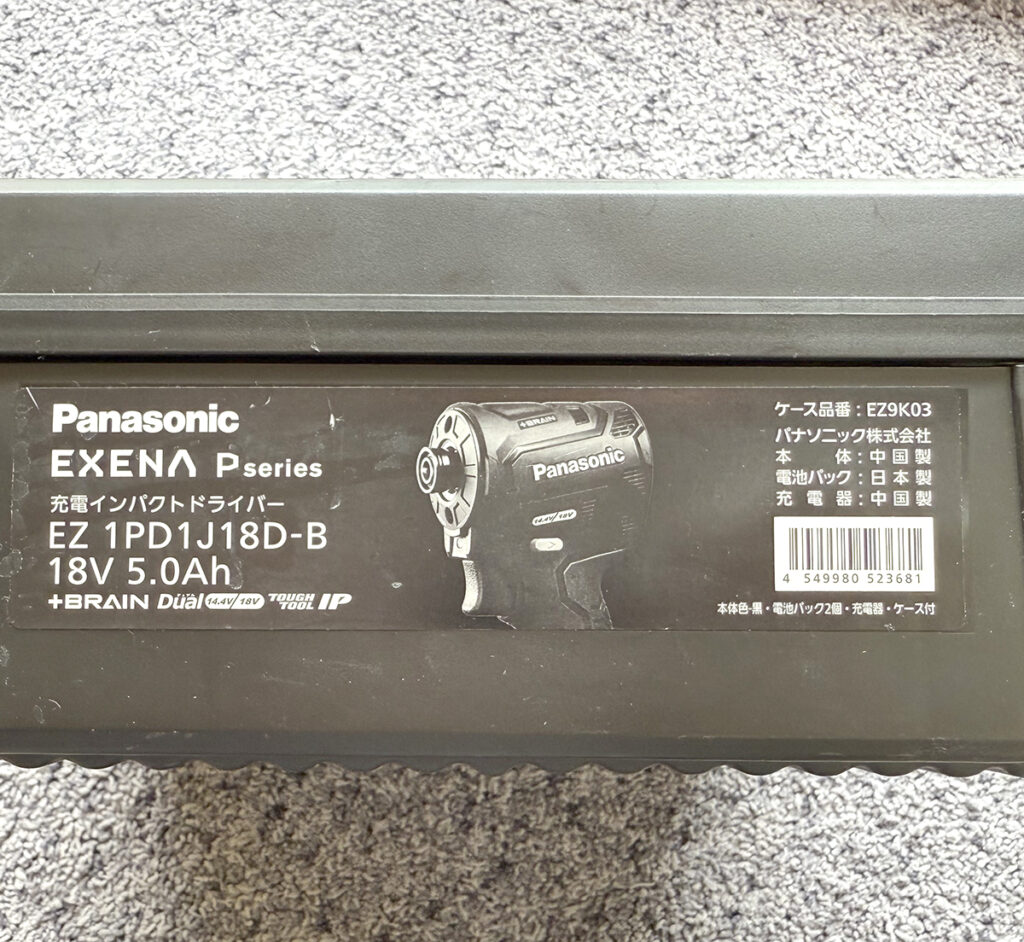 Panasonic
EXENA P series
充電インパクトドライバー
EZ 1PD1J18D-B
18V 5.0Ah
+BRAIN Dual 14.4V/18V TOUGH TOOL IP
+BRAIN
Panasonic
14.4V/18V
ケース品番：EZ9K03
パナソニック株式会社
本体：中国製
電池パック：日本製
充電器：中国製
4 549980 523681
本体色-黒・電池パック2個・充電器・ケース付